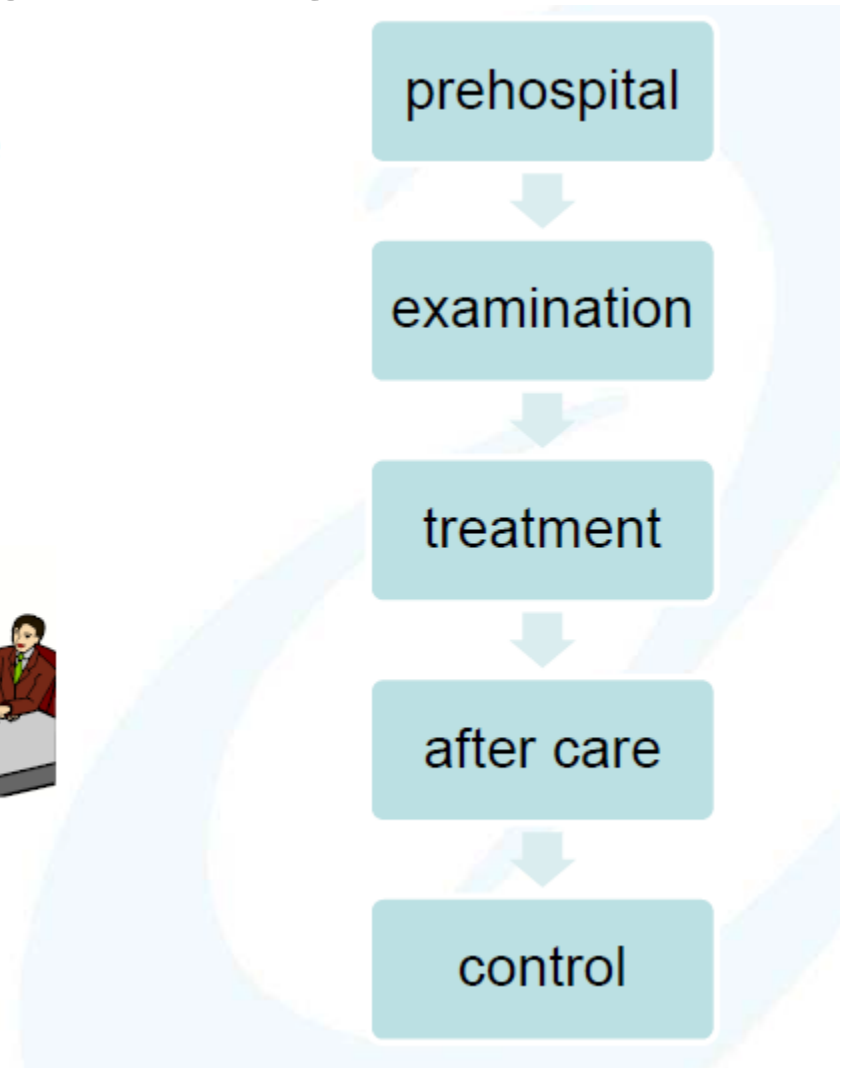 prehospital
examination
treatment
after care
control